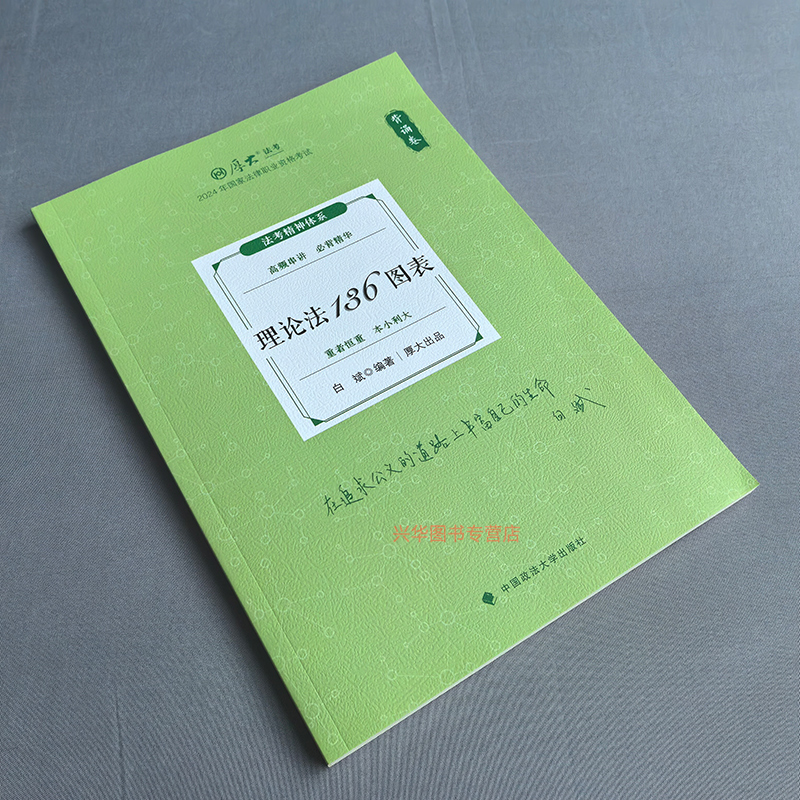 背诵卷
厚大®法考
2024年国家法律职业资格考试
法考精神体系
高频串讲 必背精华
理论法136图表
重者恒重 本小利大
白 斌◎编著|厚大出品
在追求公义的道路上丰富自己的生命
白斌
兴华图书专营店
中国政法大学出版社